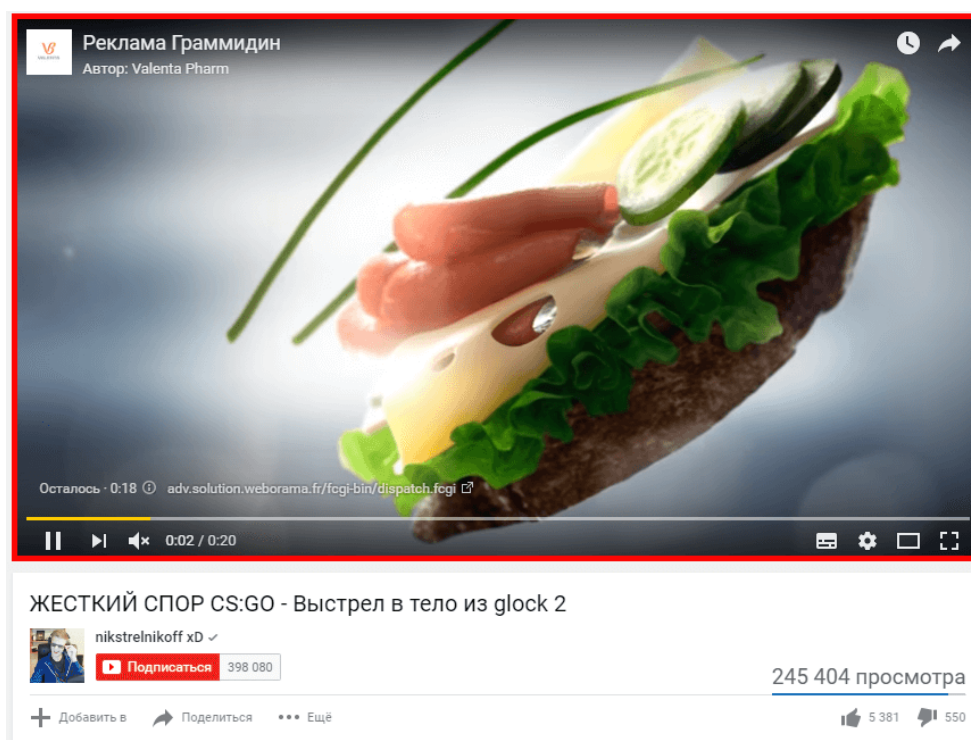 Реклама Граммидин
Автор: Valenta Pharm
VALENTA
Осталось · 0:18 adv.solution.weborama.fr/fcgi-bin/dispatch.fcgi
0:02 / 0:20
ЖЕСТКИЙ СПОР CS:GO - Выстрел в тело из glock 2
nikstrelnikoff xD
Подписаться 398 080
245 404 просмотра
Добавить в Поделиться Ещё 5 381 550